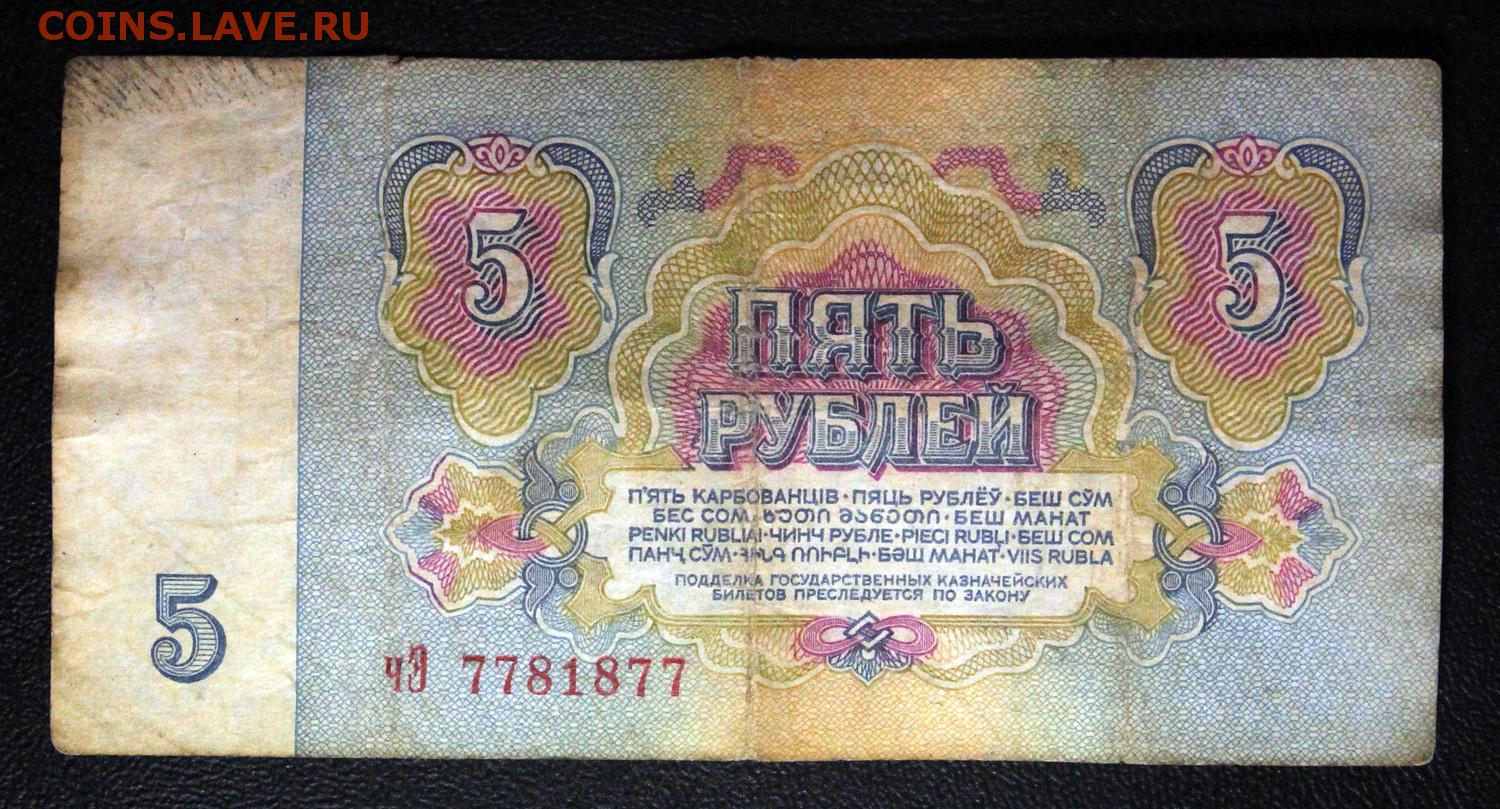 COINS.LAVE.RU
5 5
ПЯТЬ
РУБЛЕЙ
П'ЯТЬ КАРБОВАНЦІВ · ПЯЦЬ РУБЛЁЎ · БЕШ СЎМ
БЕС СОМ · ᲮᲣᲗᲘ ᲛᲐᲜᲔᲗᲘ · БЕШ МАНАТ
PENKI RUBLIAI · ЧИНЧ РУБЛЕ · PIECI RUBĻI · БЕШ СОМ
ПАНҶ СЎМ · ՀԻՆԳ ՌՈՒԲԼԻ · БӘШ МАНАТ · VIIS RUBLA
ПОДДЕЛКА ГОСУДАРСТВЕННЫХ КАЗНАЧЕЙСКИХ
БИЛЕТОВ ПРЕСЛЕДУЕТСЯ ПО ЗАКОНУ
5
чЭ 7781877